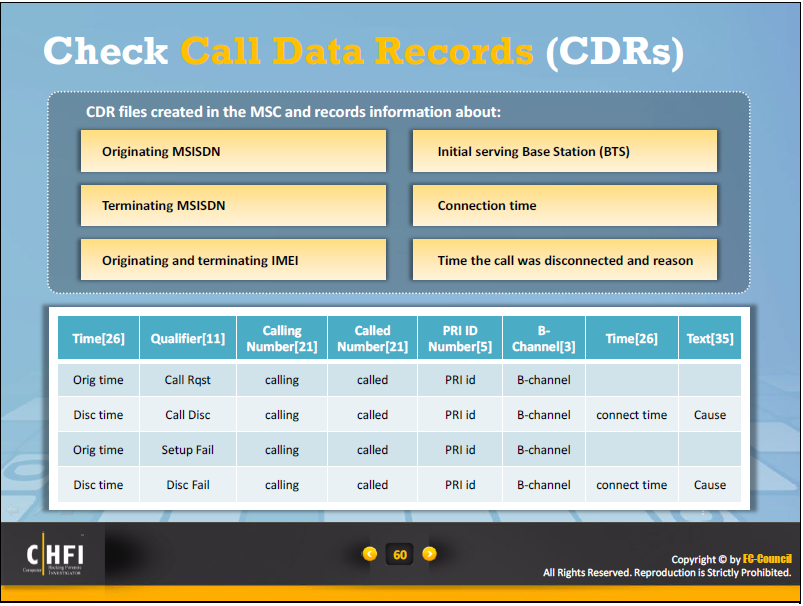 Check Call Data Records (CDRs)
CDR files created in the MSC and records information about:
Originating MSISDN
Initial serving Base Station (BTS)
Terminating MSISDN
Connection time
Originating and terminating IMEI
Time the call was disconnected and reason
Time[26] Qualifier[11] Calling Number[21] Called Number[21] PRI ID Number[5] B-Channel[3] Time[26] Text[35]
Orig time Call Rqst calling called PRI id B-channel
Disc time Call Disc calling called PRI id B-channel connect time Cause
Orig time Setup Fail calling called PRI id B-channel
Disc time Disc Fail calling called PRI id B-channel connect time Cause
CHFI
Computer Hacking Forensic
INVESTIGATOR
60
Copyright © by EC-Council
All Rights Reserved. Reproduction is Strictly Prohibited.